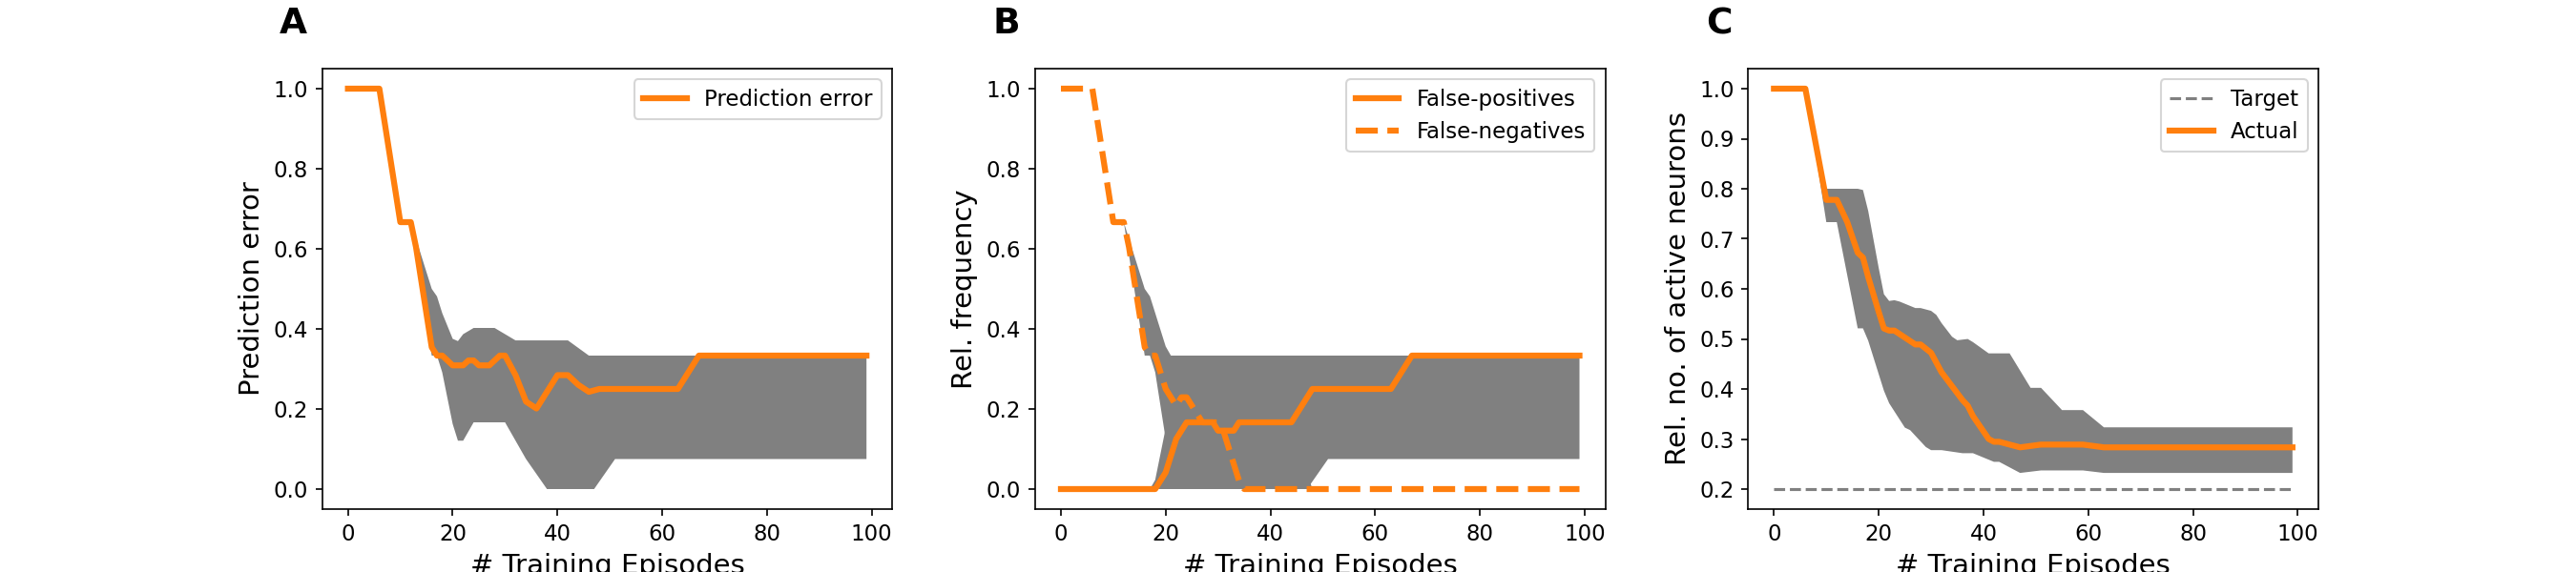 A
B
C
Prediction error
1.0
0.8
0.6
0.4
0.2
0.0
0 20 40 60 80 100
# Training Episodes
Prediction error
Rel. frequency
1.0
0.8
0.6
0.4
0.2
0.0
0 20 40 60 80 100
# Training Episodes
False-positives
False-negatives
Rel. no. of active neurons
1.0
0.9
0.8
0.7
0.6
0.5
0.4
0.3
0.2
0 20 40 60 80 100
# Training Episodes
Target
Actual